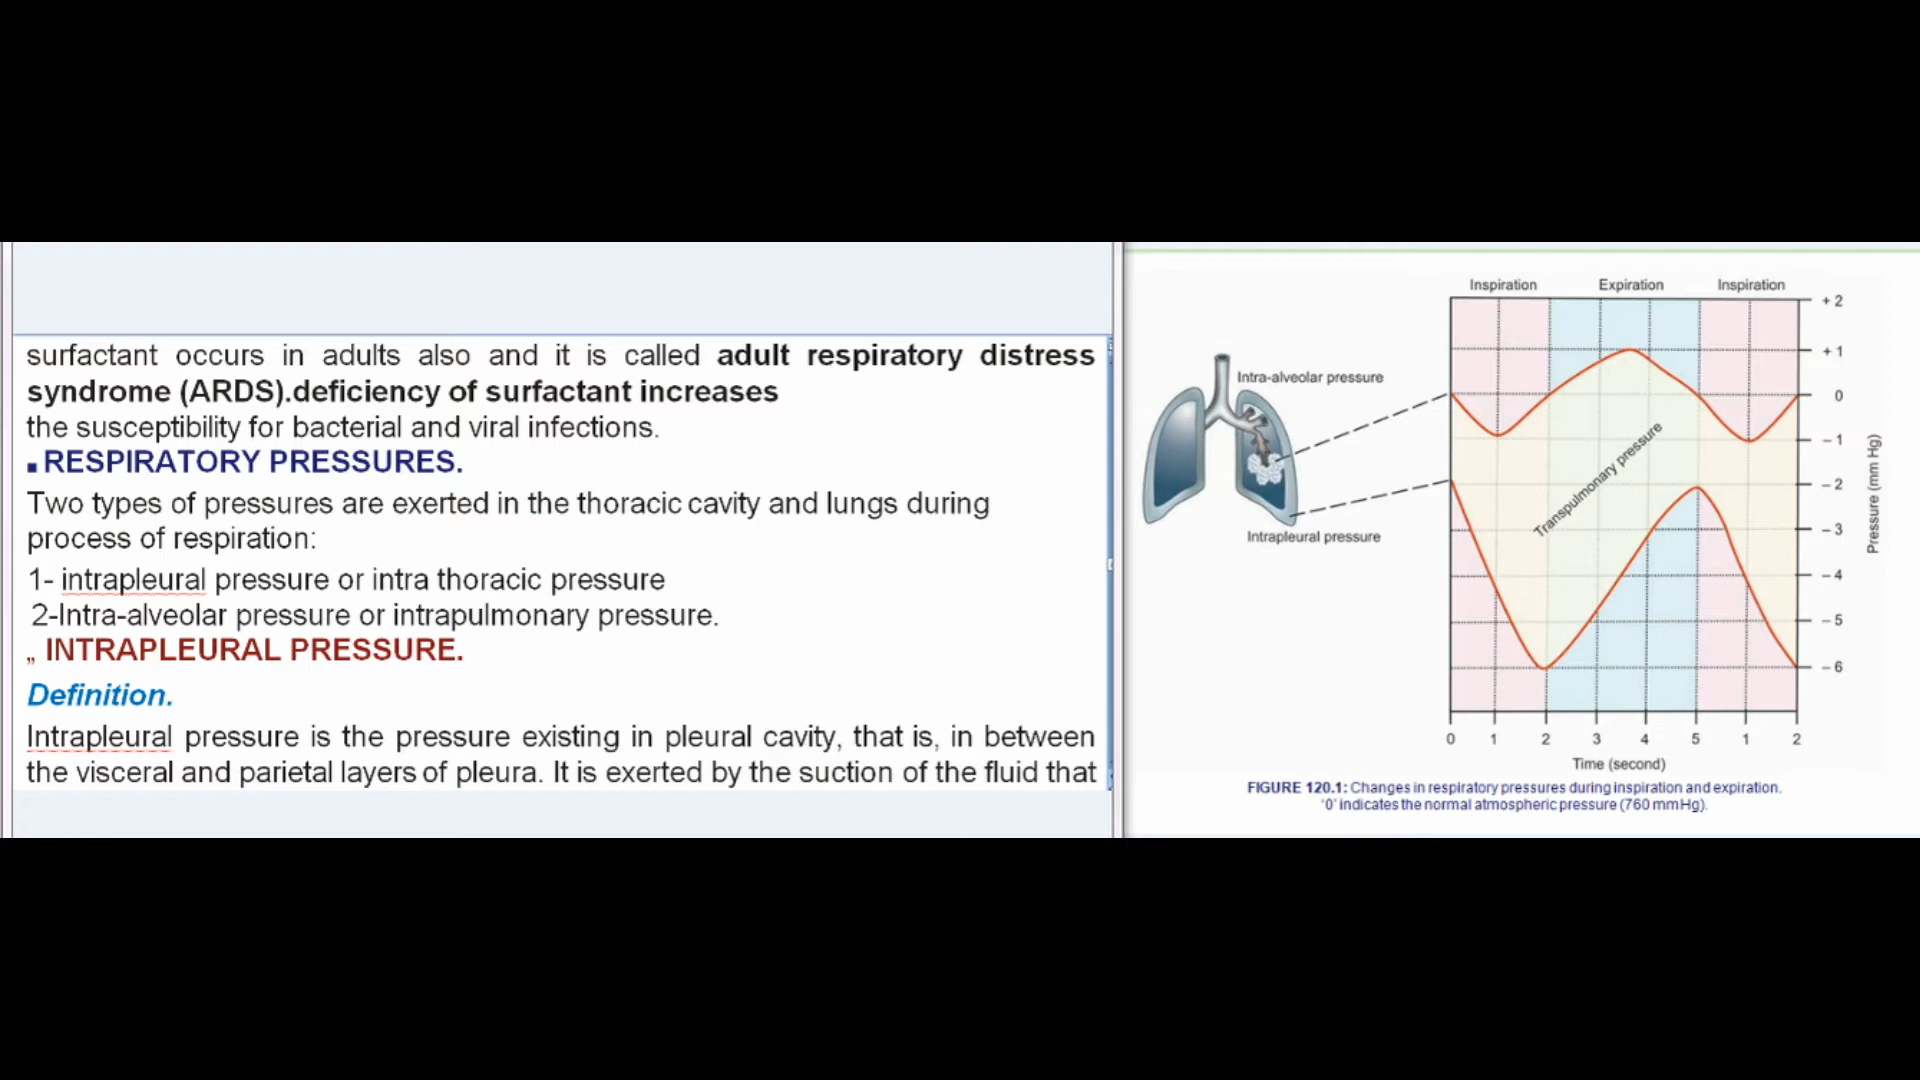 surfactant occurs in adults also and it is called adult respiratory distress
syndrome (ARDS).deficiency of surfactant increases
the susceptibility for bacterial and viral infections.
▪ RESPIRATORY PRESSURES.
Two types of pressures are exerted in the thoracic cavity and lungs during
process of respiration:
1- intrapleural pressure or intra thoracic pressure
2-Intra-alveolar pressure or intrapulmonary pressure.
„ INTRAPLEURAL PRESSURE.
Definition.
Intrapleural pressure is the pressure existing in pleural cavity, that is, in between
the visceral and parietal layers of pleura. It is exerted by the suction of the fluid that
Inspiration Expiration Inspiration
Intra-alveolar pressure
Intrapleural pressure
Transpulmonary pressure
+ 2
+ 1
0
– 1
– 2
– 3
– 4
– 5
– 6
Pressure (mm Hg)
0 1 2 3 4 5 1 2
Time (second)
FIGURE 120.1: Changes in respiratory pressures during inspiration and expiration.
'0' indicates the normal atmospheric pressure (760 mm Hg).